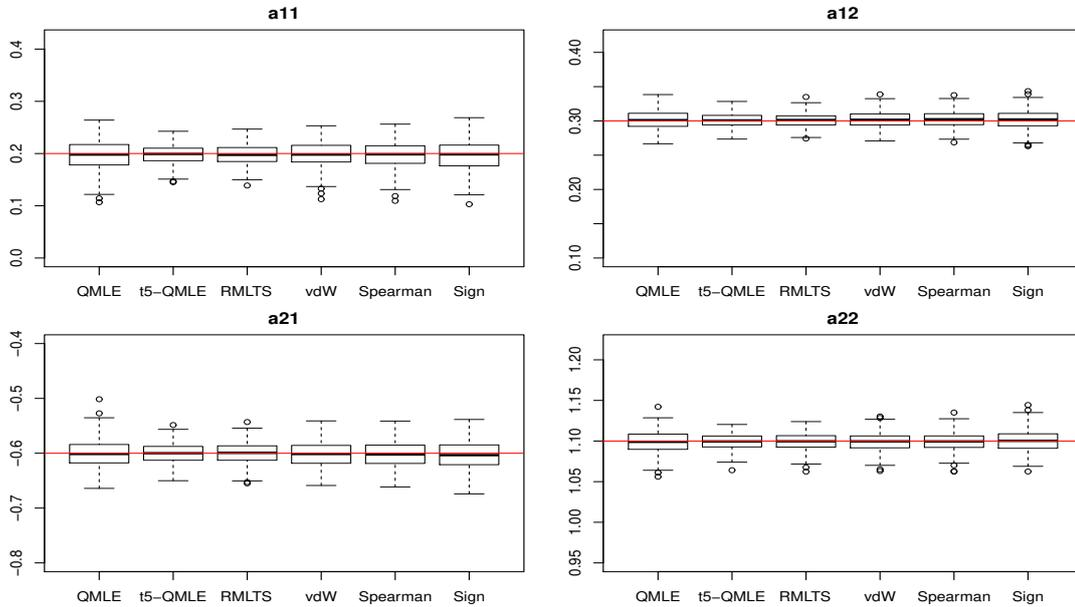 a11
0.4
0.3
0.2
0.1
0.0
QMLE t5−QMLE RMLTS vdW Spearman Sign
a12
0.40
0.30
0.20
0.10
QMLE t5−QMLE RMLTS vdW Spearman Sign
a21
−0.4
−0.5
−0.6
−0.7
−0.8
QMLE t5−QMLE RMLTS vdW Spearman Sign
a22
1.20
1.15
1.10
1.05
1.00
0.95
QMLE t5−QMLE RMLTS vdW Spearman Sign